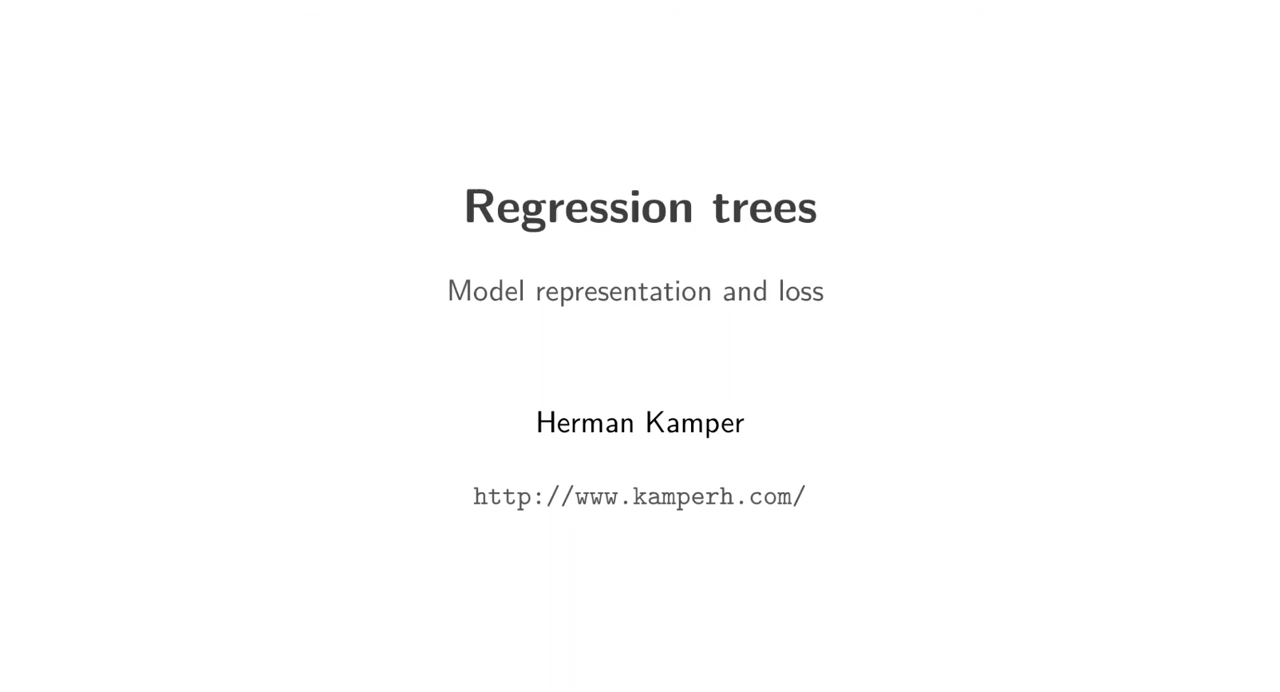 Regression trees
Model representation and loss
Herman Kamper
http://www.kamperh.com/